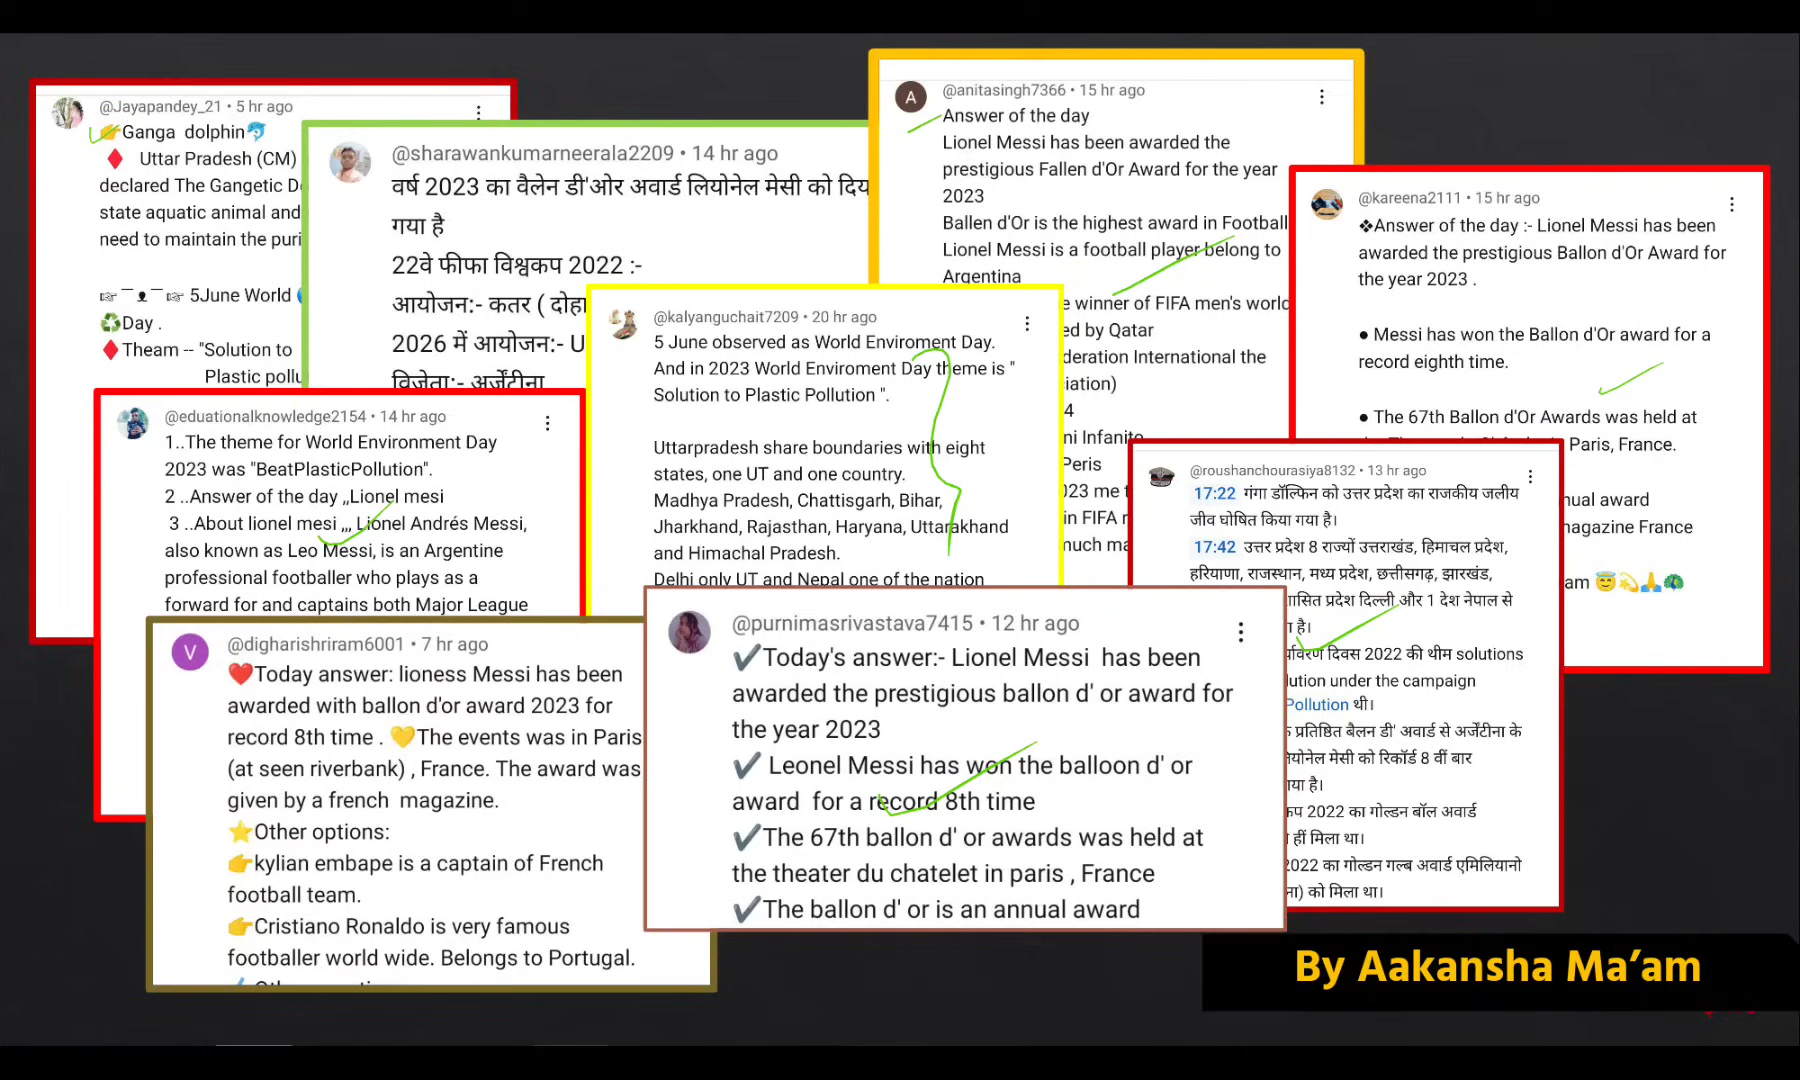 @Jayapandey_21 • 5 hr ago
👉Ganga dolphin🐬
♦️ Uttar Pradesh (CM)
declared The Gangetic
state aquatic animal and
need to maintain the
☞ ¯ᴥ¯☞ 5June World
♻️Day .
♦️Theam -- "Solution to
Plastic
@sharawankumarneerala2209 • 14 hr ago
वर्ष 2023 का वैलेन डी'ओर अवार्ड लियोनेल मेसी को
गया है
22वे फीफा विश्वकप 2022 :-
आयोजन:- कतर ( दोहा
2026 में आयोजन:- U
विजेता:- अर्जेंटीना
A
@anitasingh7366 • 15 hr ago
Answer of the day
Lionel Messi has been awarded the
prestigious Fallen d'Or Award for the year
2023
Ballen d'Or is the highest award in Football
Lionel Messi is a football player belong to
Argentina
winner of FIFA men's world
ed by Qatar
deration International the
iation)
4
ni Infanito
Peris
023 me
in FIFA
much
@kareena2111 • 15 hr ago
❖Answer of the day :- Lionel Messi has been
awarded the prestigious Ballon d'Or Award for
the year 2023 .
● Messi has won the Ballon d'Or award for a
record eighth time.
● The 67th Ballon d'Or Awards was held at
Paris, France.
nual award
magazine France
am 😇💫🙏🦚
@kalyanguchait7209 • 20 hr ago
5 June observed as World Enviroment Day.
And in 2023 World Enviroment Day theme is "
Solution to Plastic Pollution ".
Uttarpradesh share boundaries with eight
states, one UT and one country.
Madhya Pradesh, Chattisgarh, Bihar,
Jharkhand, Rajasthan, Haryana, Uttarakhand
and Himachal Pradesh.
Delhi only UT and Nepal one of the nation
@eduationalknowledge2154 • 14 hr ago
1..The theme for World Environment Day
2023 was "BeatPlasticPollution".
2 ..Answer of the day ,,Lionel mesi
3 ..About lionel mesi ,,, Lionel Andrés Messi,
also known as Leo Messi, is an Argentine
professional footballer who plays as a
forward for and captains both Major League
@roushanchourasiya8132 • 13 hr ago
17:22 गंगा डॉल्फिन को उत्तर प्रदेश का राजकीय जलीय
जीव घोषित किया गया है।
17:42 उत्तर प्रदेश 8 राज्यों उत्तराखंड, हिमाचल प्रदेश,
हरियाणा, राजस्थान, मध्य प्रदेश, छत्तीसगढ़, झारखंड,
प्रदेश दिल्ली और 1 देश नेपाल से
है।
दिवस 2022 की थीम solutions
lution under the campaign
Pollution थी।
प्रतिष्ठित बैलन डी' अवार्ड से अर्जेंटीना के
मेसी को रिकॉर्ड 8 वीं बार
2022 का गोल्डन बॉल अवार्ड
मिला था।
2022 का गोल्डन गल्ब अवार्ड एमिलियानो
को मिला था।
V
@digharishriram6001 • 7 hr ago
❤️Today answer: lioness Messi has been
awarded with ballon d'or award 2023 for
record 8th time . 💛The events was in Paris
(at seen riverbank) , France. The award was
given by a french magazine.
⭐Other options:
👉kylian embape is a captain of French
football team.
👉Cristiano Ronaldo is very famous
footballer world wide. Belongs to Portugal.
@purnimasrivastava7415 • 12 hr ago
✔️Today's answer:- Lionel Messi has been
awarded the prestigious ballon d' or award for
the year 2023
✔️ Leonel Messi has won the balloon d' or
award for a record 8th time
✔️The 67th ballon d' or awards was held at
the theater du chatelet in paris , France
✔️The ballon d' or is an annual award
By Aakansha Ma'am